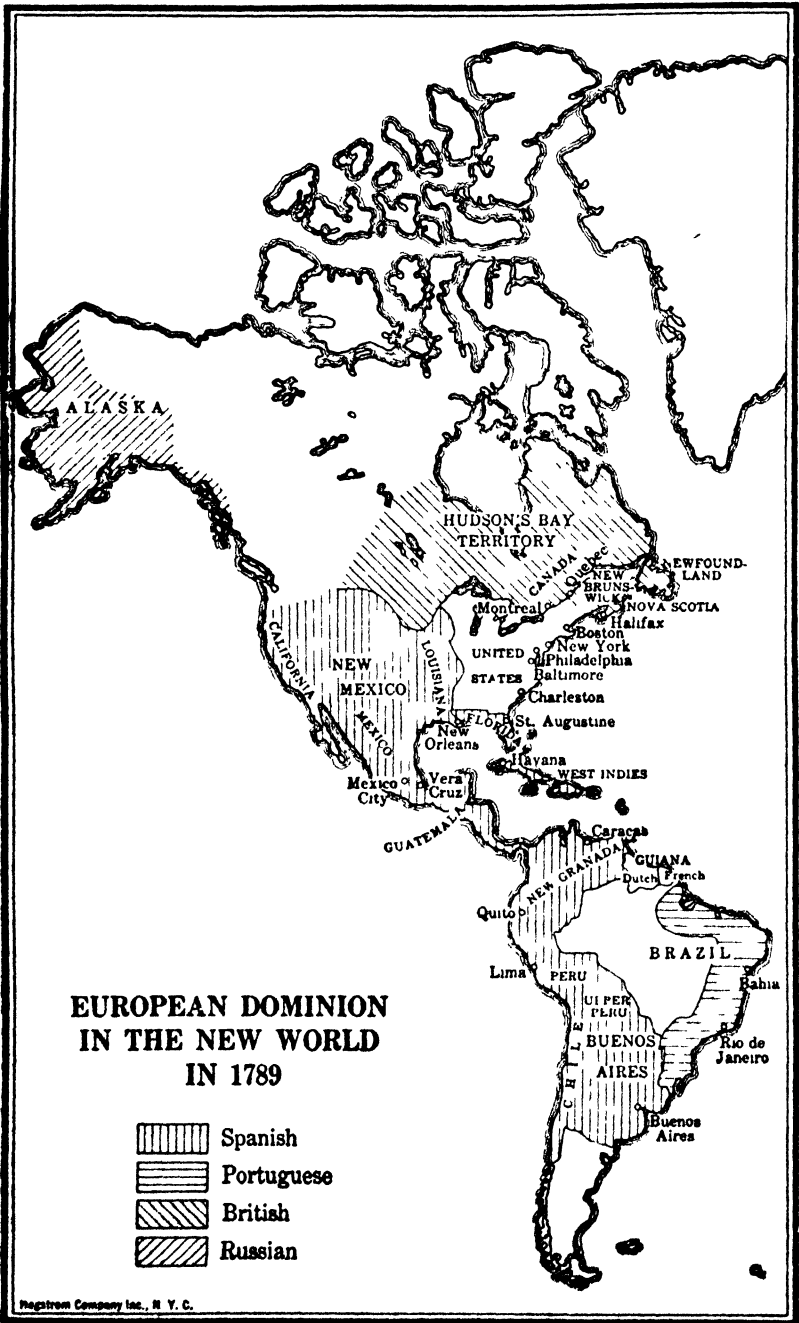 ALASKA
HUDSON'S BAY
TERRITORY
CANADA
Quebec
NEWFOUND-
LAND
NEW
BRUNS-
WICK
NOVA SCOTIA
Montreal
Halifax
Boston
New York
Philadelphia
Baltimore
UNITED
STATES
Charleston
CALIFORNIA
NEW
MEXICO
LOUISIANA
MEXICO
FLORIDA
St. Augustine
New
Orleans
Havana
WEST INDIES
Mexico
City
Vera
Cruz
GUATEMALA
Caracas
NEW GRANADA
GUIANA
Dutch
French
Quito
BRAZIL
Lima
PERU
Bahia
UPPER
PERU
CHILE
BUENOS
AIRES
Rio de
Janeiro
Buenos
Aires
EUROPEAN DOMINION
IN THE NEW WORLD
IN 1789
Spanish
Portuguese
British
Russian
Hagstrom Company Inc., N Y. C.